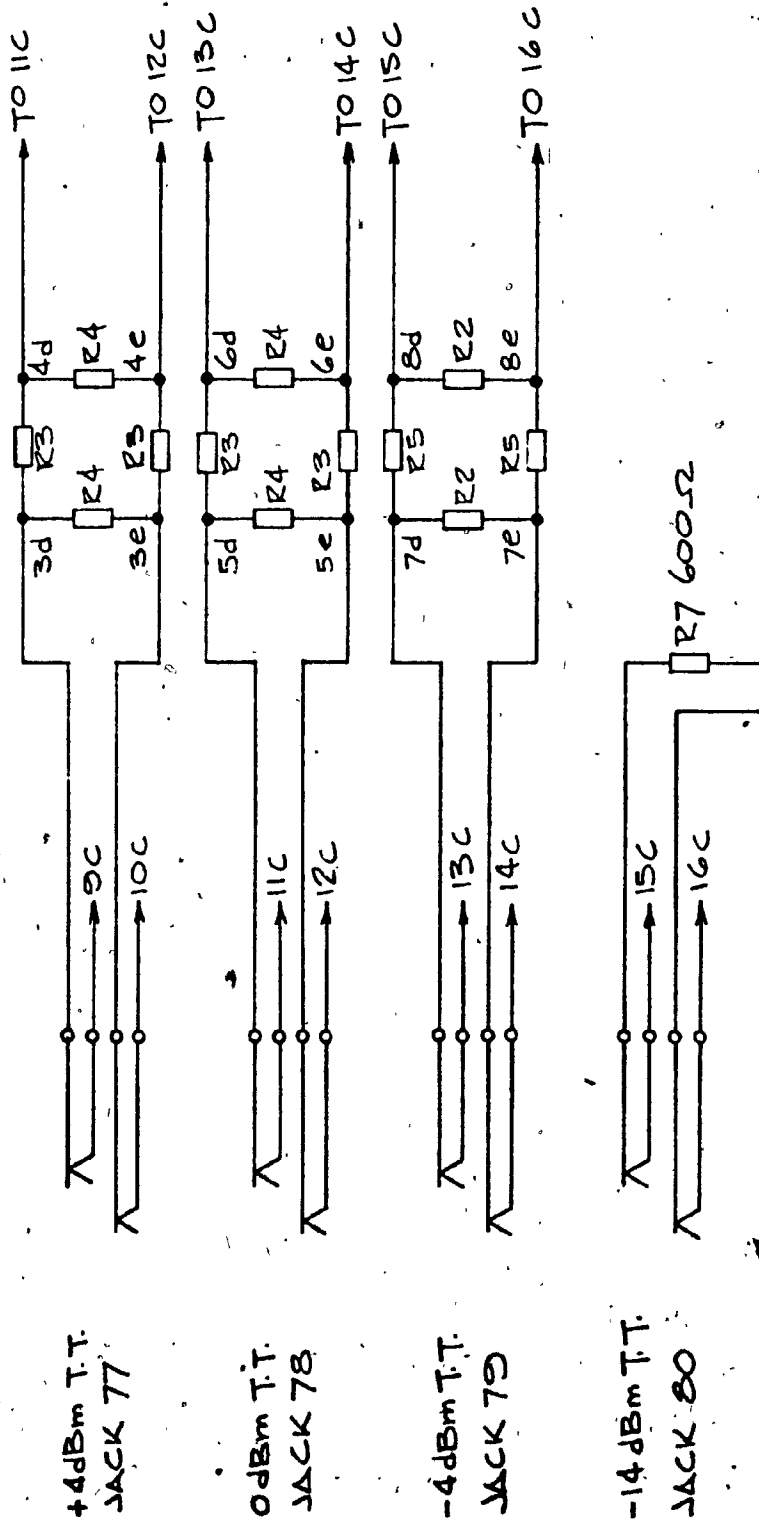 +4dBm T.T.
JACK 77
9C
10C
3d
3e
R3
R4
R3
4d
R4
4e
TO 11C
TO 12C
0dBm T.T.
JACK 78
11C
12C
5d
5e
R3
R4
R3
6d
R4
6e
TO 13C
TO 14C
-4dBm T.T.
JACK 79
13C
14C
7d
7e
R5
R2
R5
8d
R2
8e
TO 15C
TO 16C
-14dBm T.T.
JACK 80
15C
16C
R7 600Ω